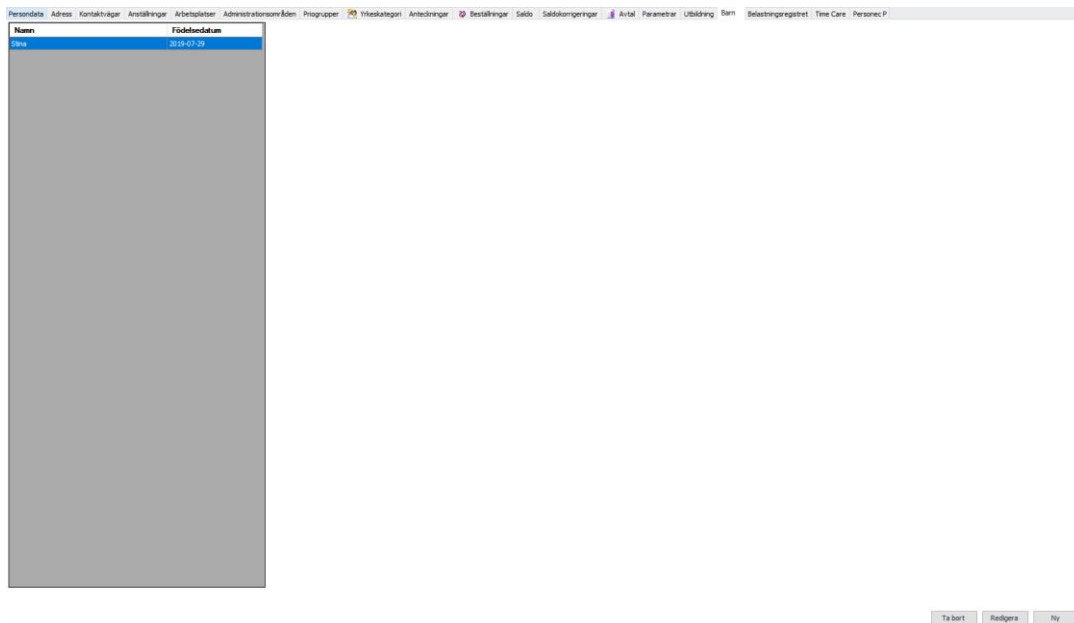 Persondata Adress Kontaktvägar Anställningar Arbetsplatser Administrationsområden Priogrupper Yrkeskategori Anteckningar Beställningar Saldo Saldokorrigeringar Avtal Parametrar Utbildning Barn Belastningsregistret Time Care Personec P
Namn Födelsedatum
Stina 2019-07-29
Ta bort Redigera Ny